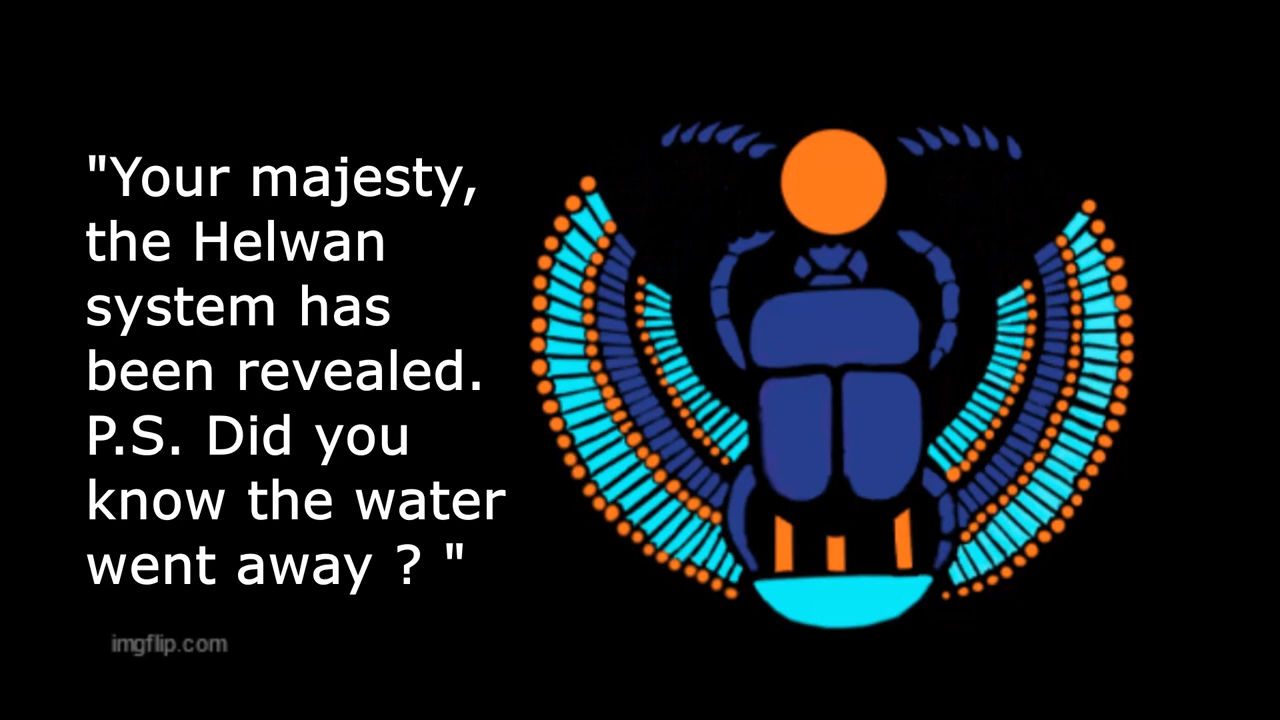 "Your majesty,
the Helwan
system has
been revealed.
P.S. Did you
know the water
went away ? "
imgflip.com